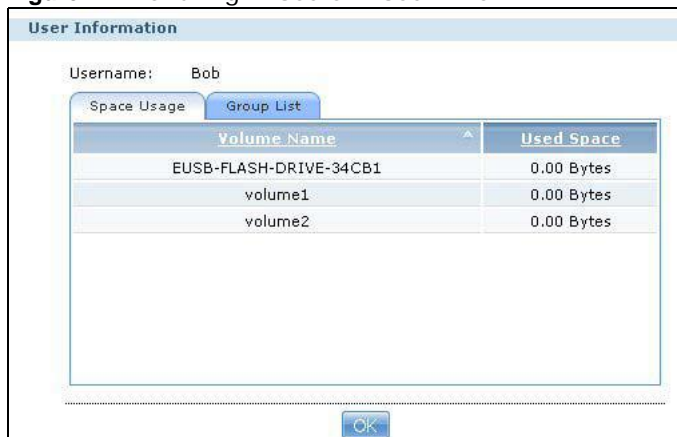 User Information
Username: Bob
Space Usage Group List
Volume Name Used Space
EUSB-FLASH-DRIVE-34CB1 0.00 Bytes
volume1 0.00 Bytes
volume2 0.00 Bytes
OK